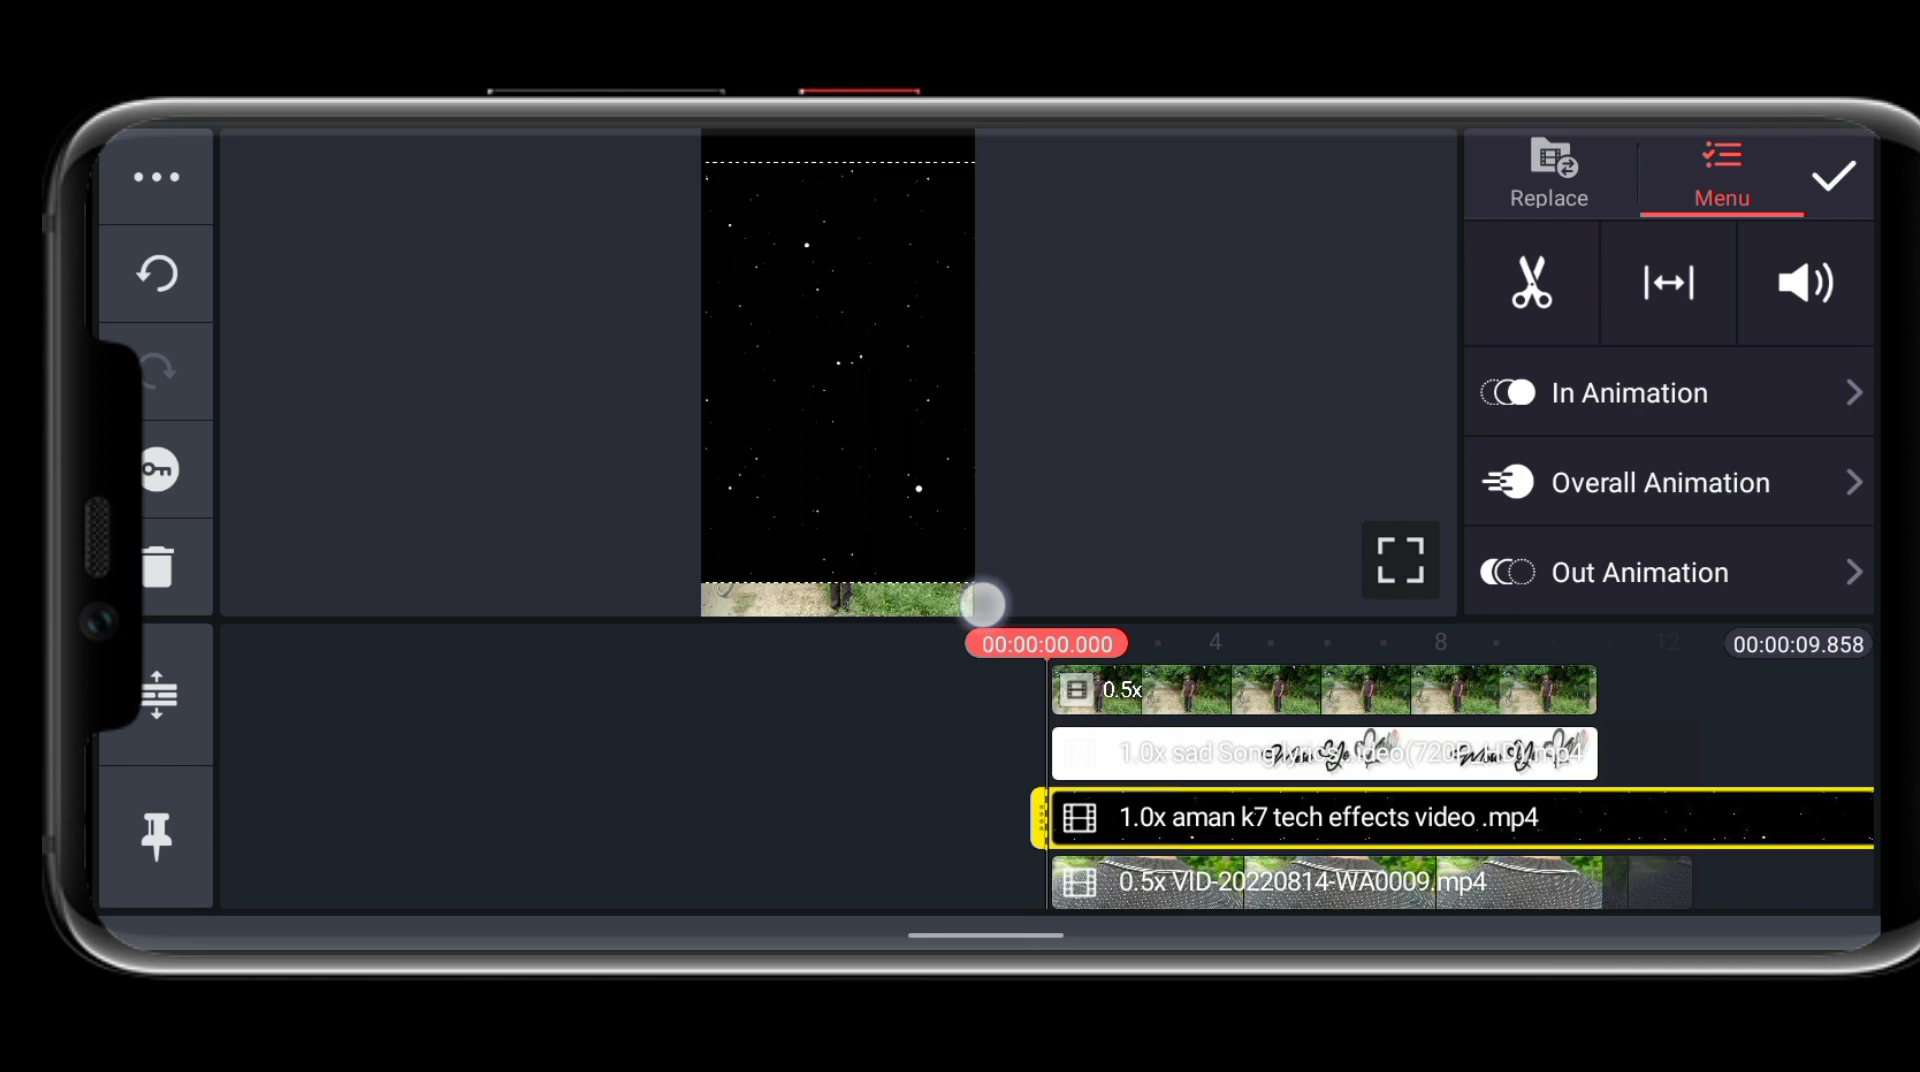 Replace
Menu
In Animation
Overall Animation
Out Animation
00:00:00.000
4
8
12
00:00:09.858
0.5x
1.0x sad Song lyrics video(720P_HD).mp4
1.0x aman k7 tech effects video .mp4
0.5x VID-20220814-WA0009.mp4